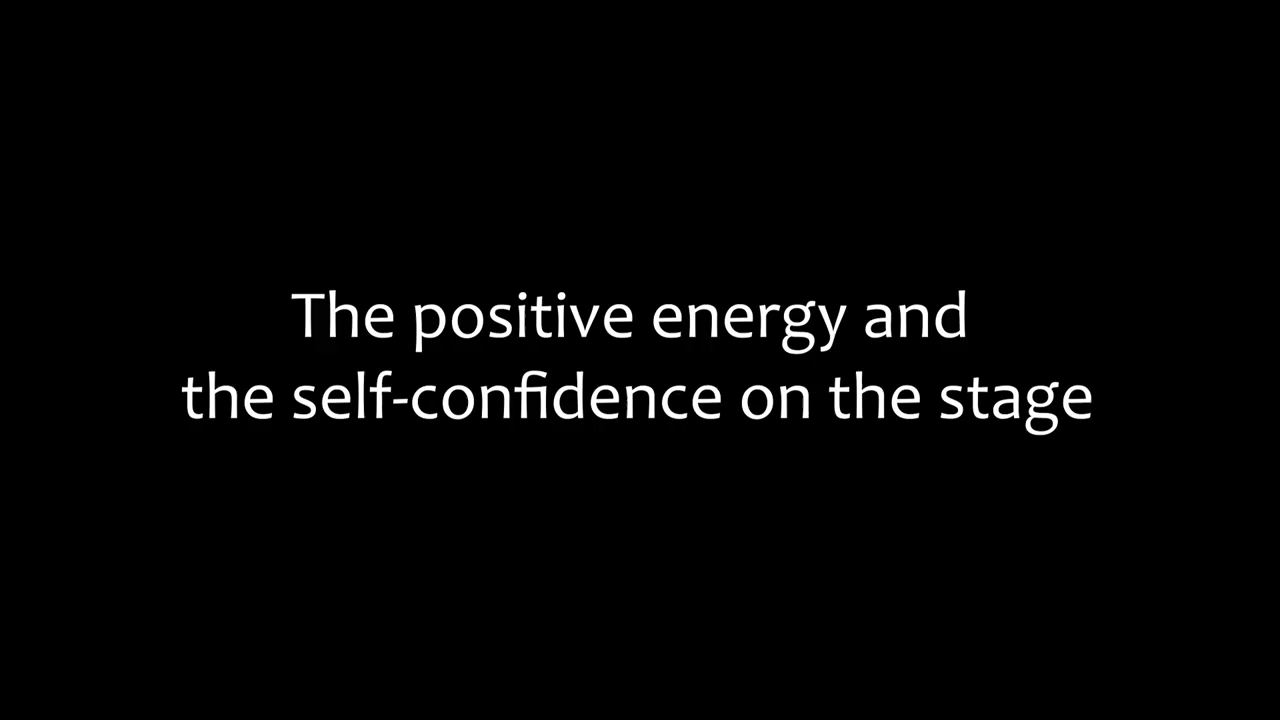 The positive energy and
the self-confidence on the stage